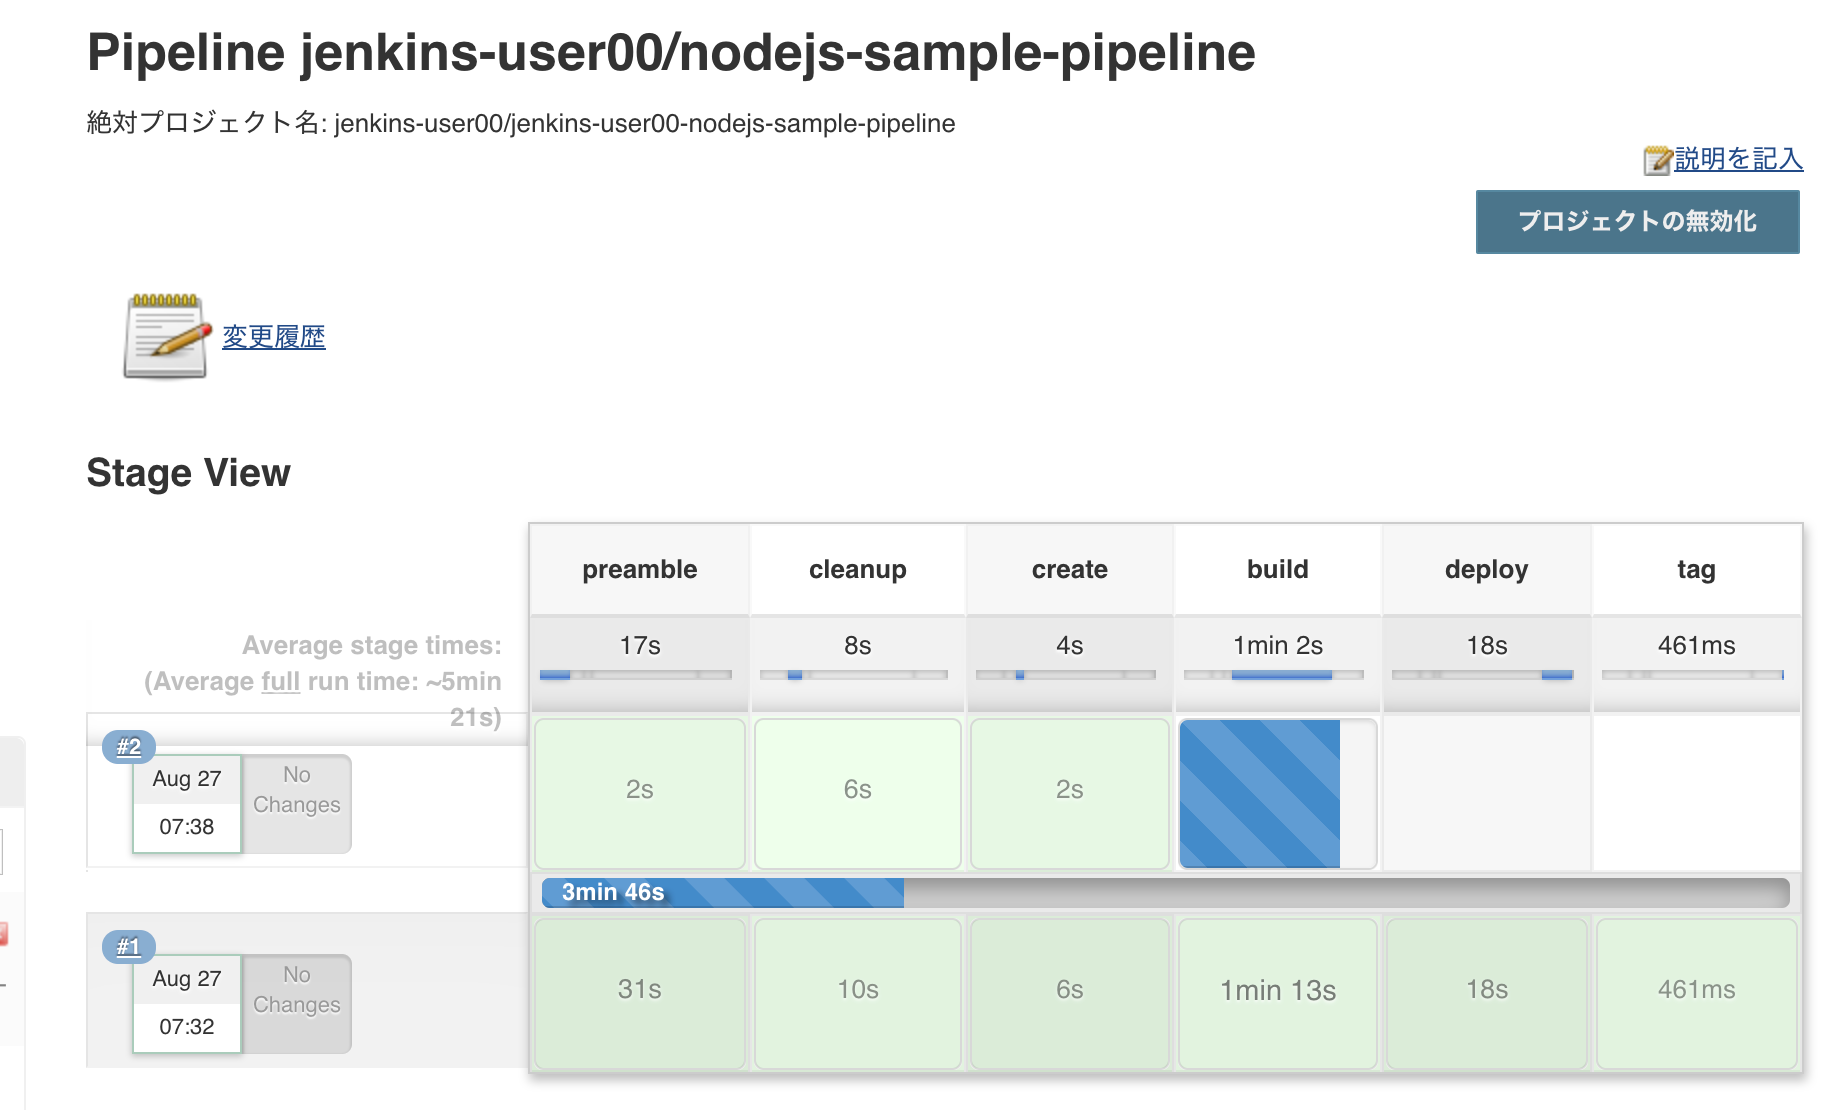 Pipeline jenkins-user00/nodejs-sample-pipeline
絶対プロジェクト名: jenkins-user00/jenkins-user00-nodejs-sample-pipeline
説明を記入
プロジェクトの無効化
変更履歴
Stage View
preamble cleanup create build deploy tag
Average stage times:
(Average full run time: ~5min
21s)
17s 8s 4s 1min 2s 18s 461ms
#2
Aug 27
07:38
No
Changes
2s 6s 2s
3min 46s
#1
Aug 27
07:32
No
Changes
31s 10s 6s 1min 13s 18s 461ms